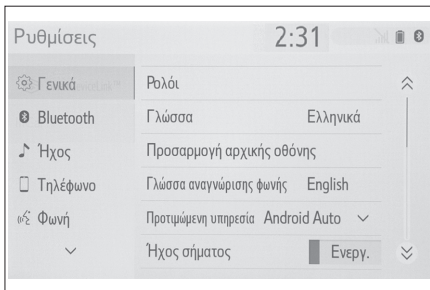 Ρυθμίσεις 2:31
Γενικά
Bluetooth
Ήχος
Τηλέφωνο
Φωνή
Ρολόι
Γλώσσα Ελληνικά
Προσαρμογή αρχικής οθόνης
Γλώσσα αναγνώρισης φωνής English
Προτιμώμενη υπηρεσία Android Auto
Ήχος σήματος Ενεργ.